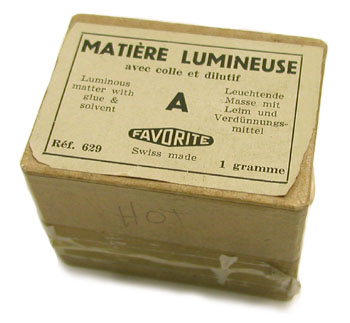 MATIÈRE LUMINEUSE
avec colle et dilutif
Luminous
matter with
glue &
solvent
A
Leuchtende
Masse mit
Leim und
Verdünnungs-
mittel
FAVORITE
Swiss made
Réf. 629
1 gramme
HOT